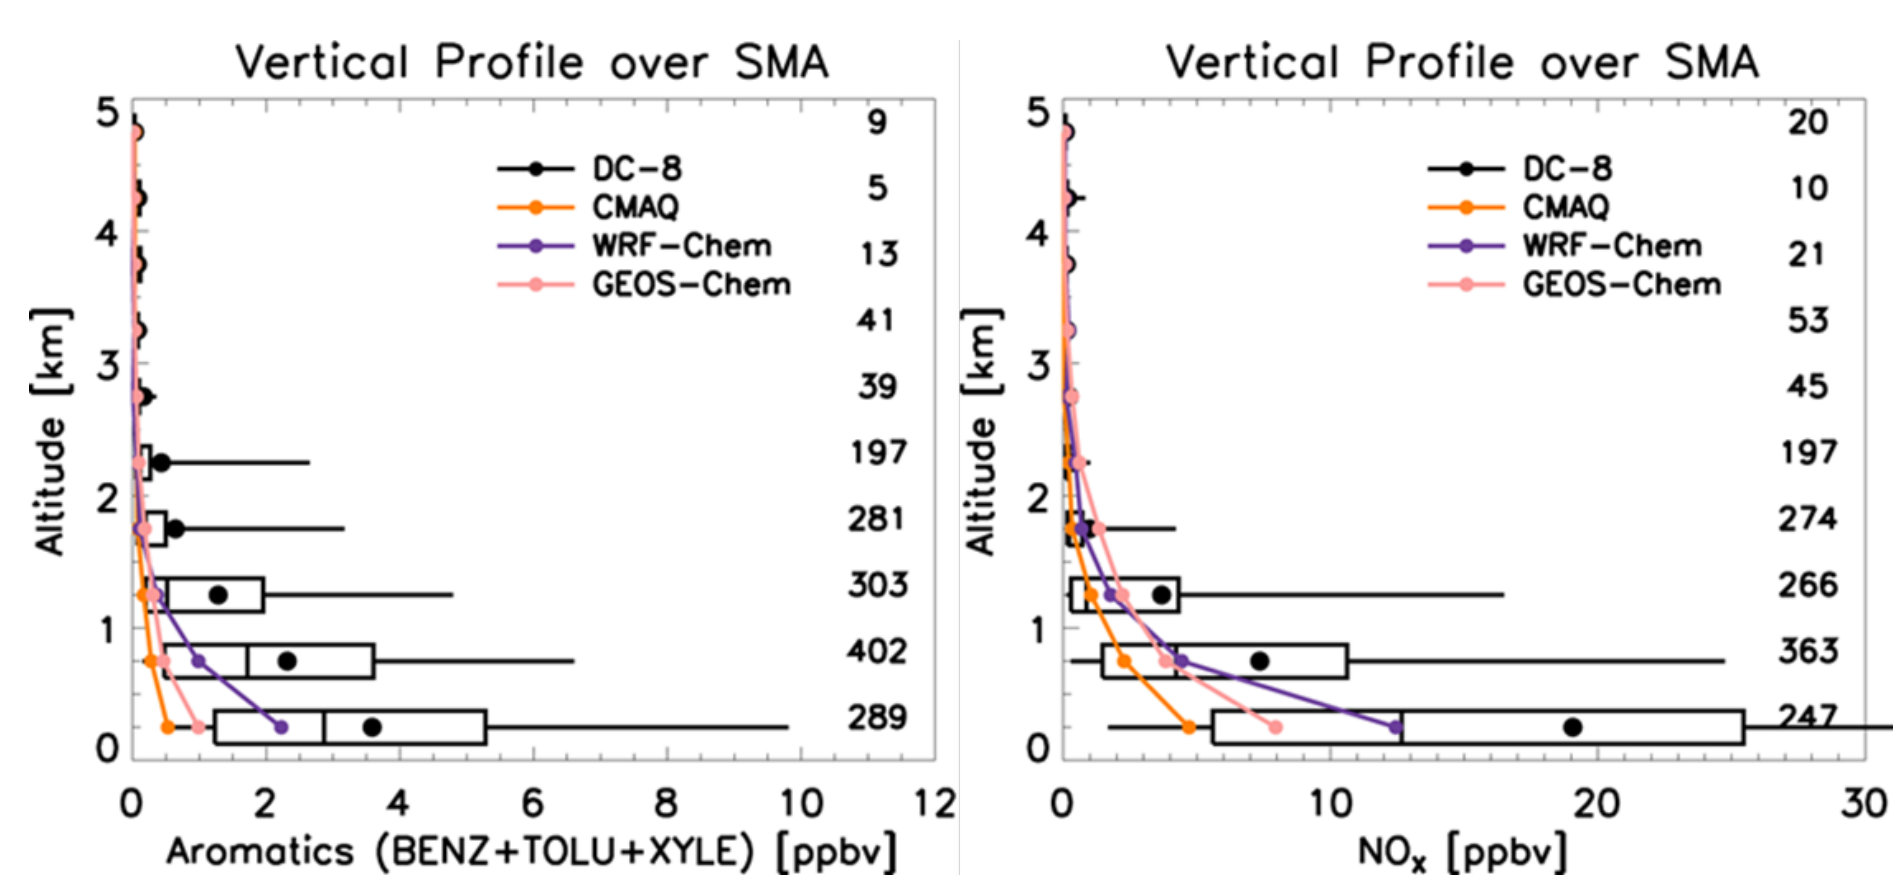 Vertical Profile over SMA
5
4
3
2
1
0
Altitude [km]
DC-8
CMAQ
WRF-Chem
GEOS-Chem
9
5
13
41
39
197
281
303
402
289
0 2 4 6 8 10 12
Aromatics (BENZ+TOLU+XYLE) [ppbv]
Vertical Profile over SMA
5
4
3
2
1
0
Altitude [km]
DC-8
CMAQ
WRF-Chem
GEOS-Chem
20
10
21
53
45
197
274
266
363
247
0 10 20 30
NOx [ppbv]